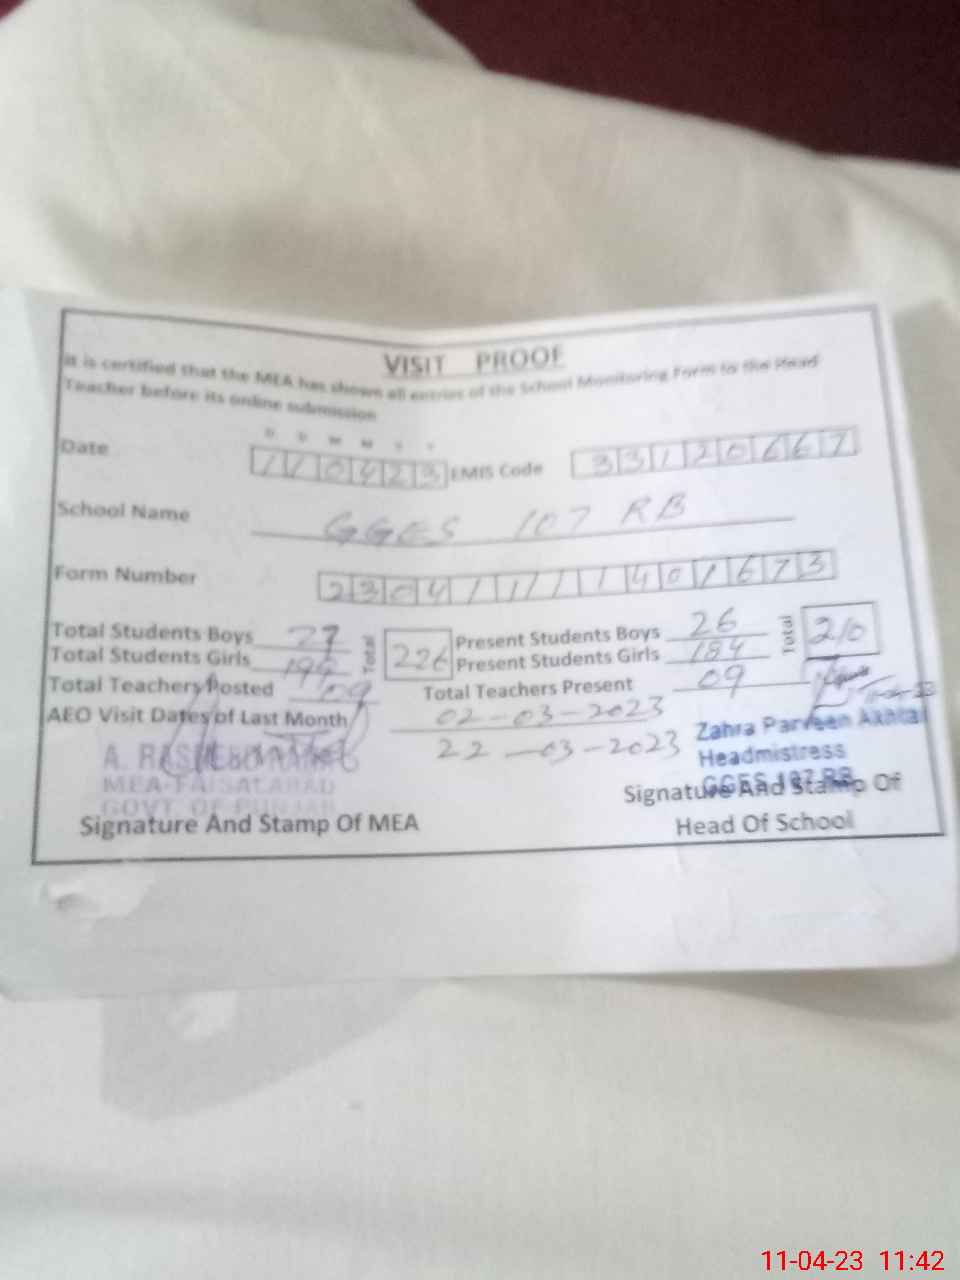 VISIT PROOF
It is certified that the MEA has shown all entries of the School Monitoring Form to the Head
Teacher before its online submission
D D M M Y Y
Date 110423 EMIS Code 33120667
School Name GGES 107 RB
Form Number 2304111140 1673
Total Students Boys 27 Total 226 Present Students Boys 26 Total 210
Total Students Girls 199 Present Students Girls 184
Total Teachers Posted 09 Total Teachers Present 09
AEO Visit Dates of Last Month 02-03-2023
22-03-2023
Zahra Parveen Akhtar
Headmistress
GGES 107 RB
MEA-FAISALABAD
GOVT OF PUNJAB
Signature And Stamp Of MEA
Signature And Stamp Of
Head Of School
11-04-23 11:42